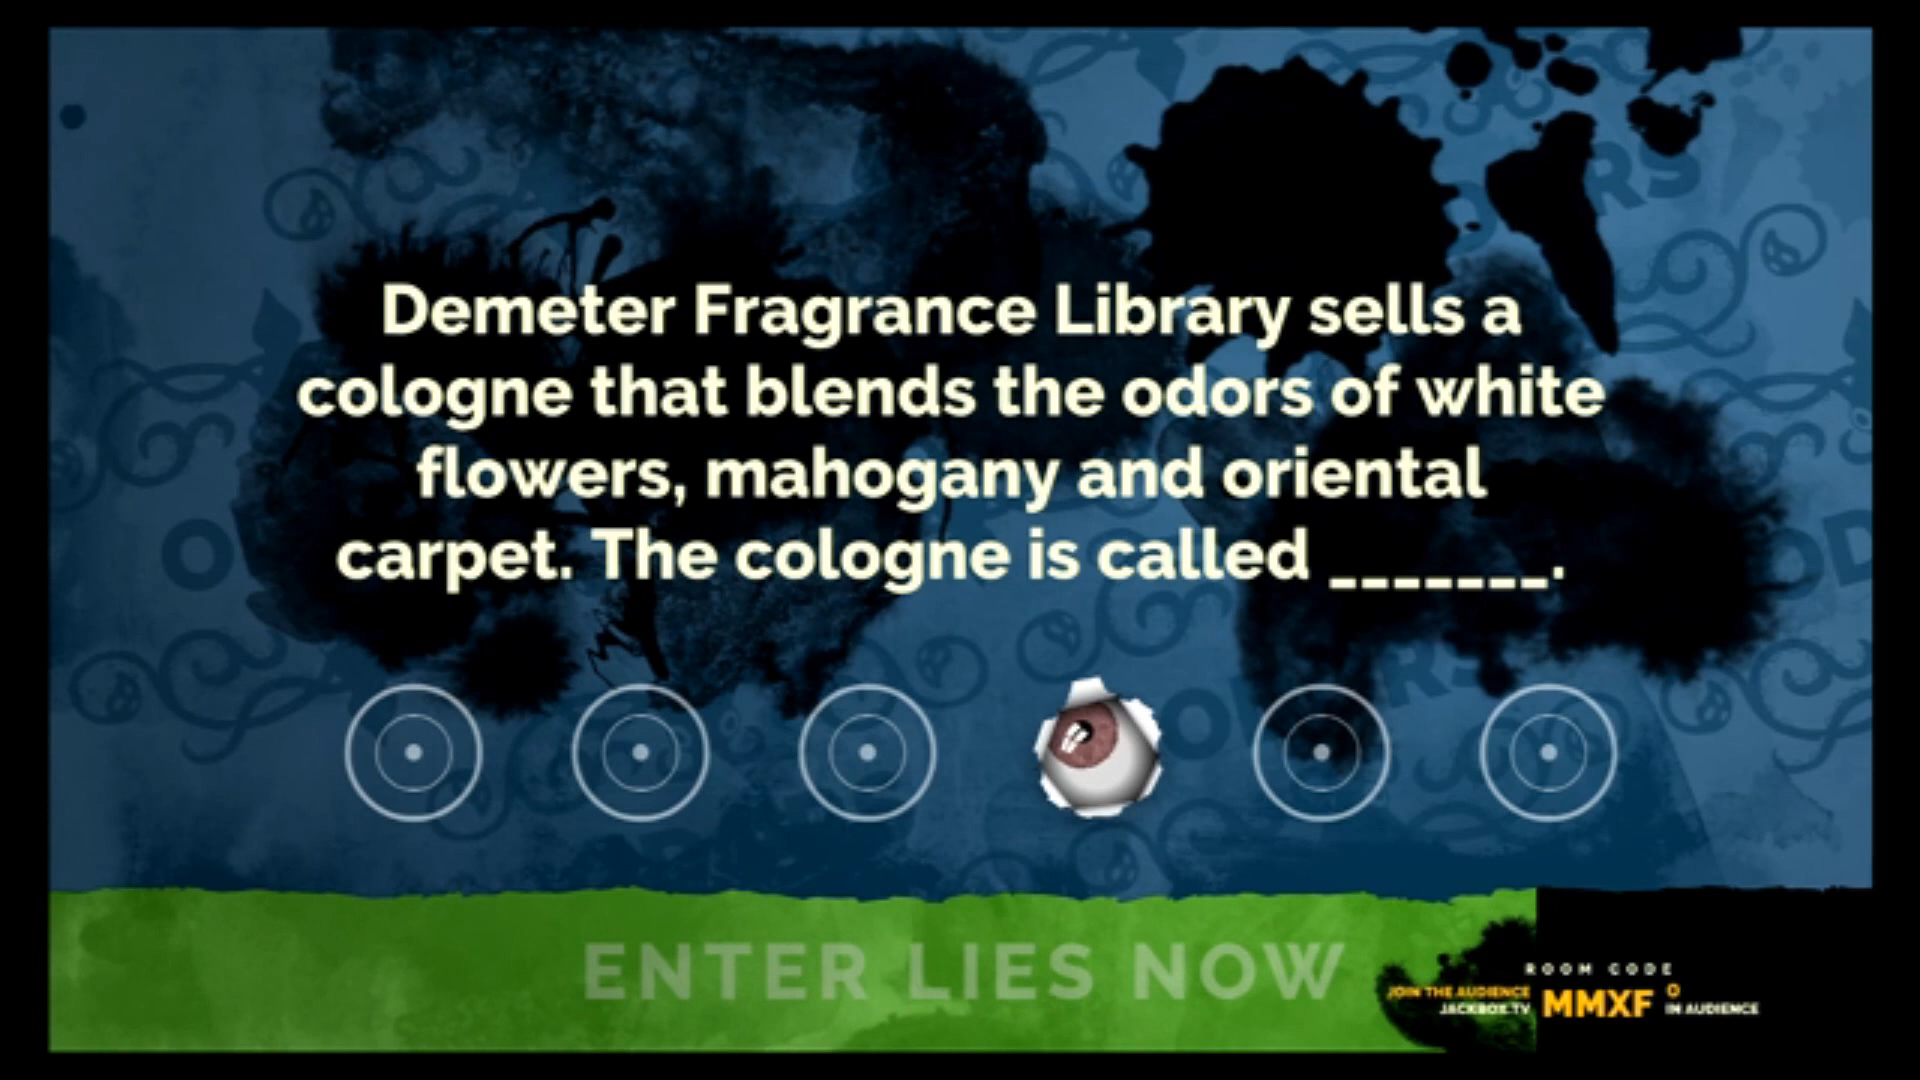 Demeter Fragrance Library sells a
cologne that blends the odors of white
flowers, mahogany and oriental
carpet. The cologne is called _______.
ENTER LIES NOW
ROOM CODE
JOIN THE AUDIENCE
JACKBOX.TV
MMXF
0
IN AUDIENCE